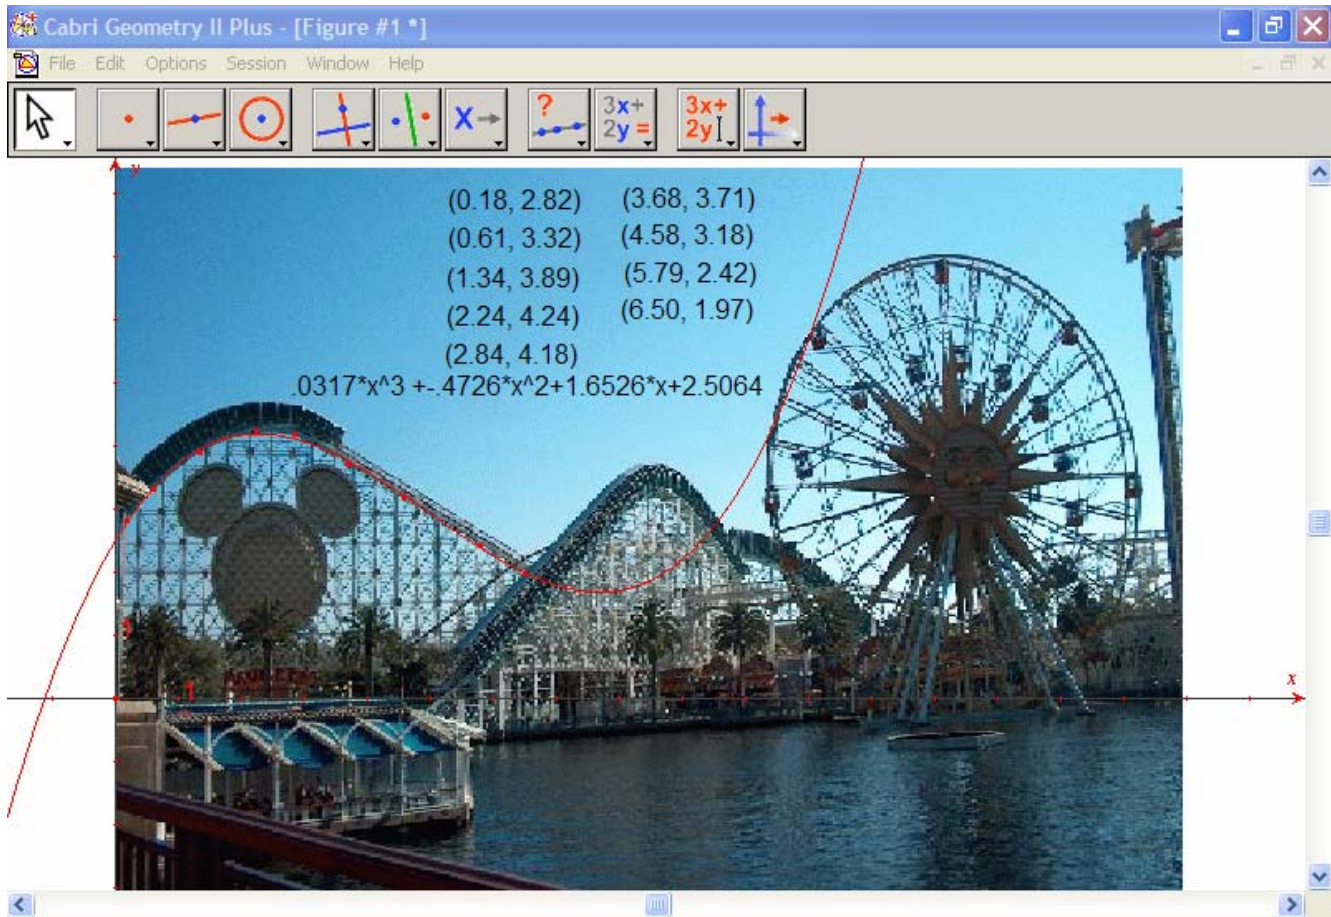 Cabri Geometry II Plus - [Figure #1 *]
File Edit Options Session Window Help
?
3x+
2y=
3x+
2y
X
y
(0.18, 2.82) (3.68, 3.71)
(0.61, 3.32) (4.58, 3.18)
(1.34, 3.89) (5.79, 2.42)
(2.24, 4.24) (6.50, 1.97)
(2.84, 4.18)
.0317*x^3 +-.4726*x^2+1.6526*x+2.5064
1
1
x